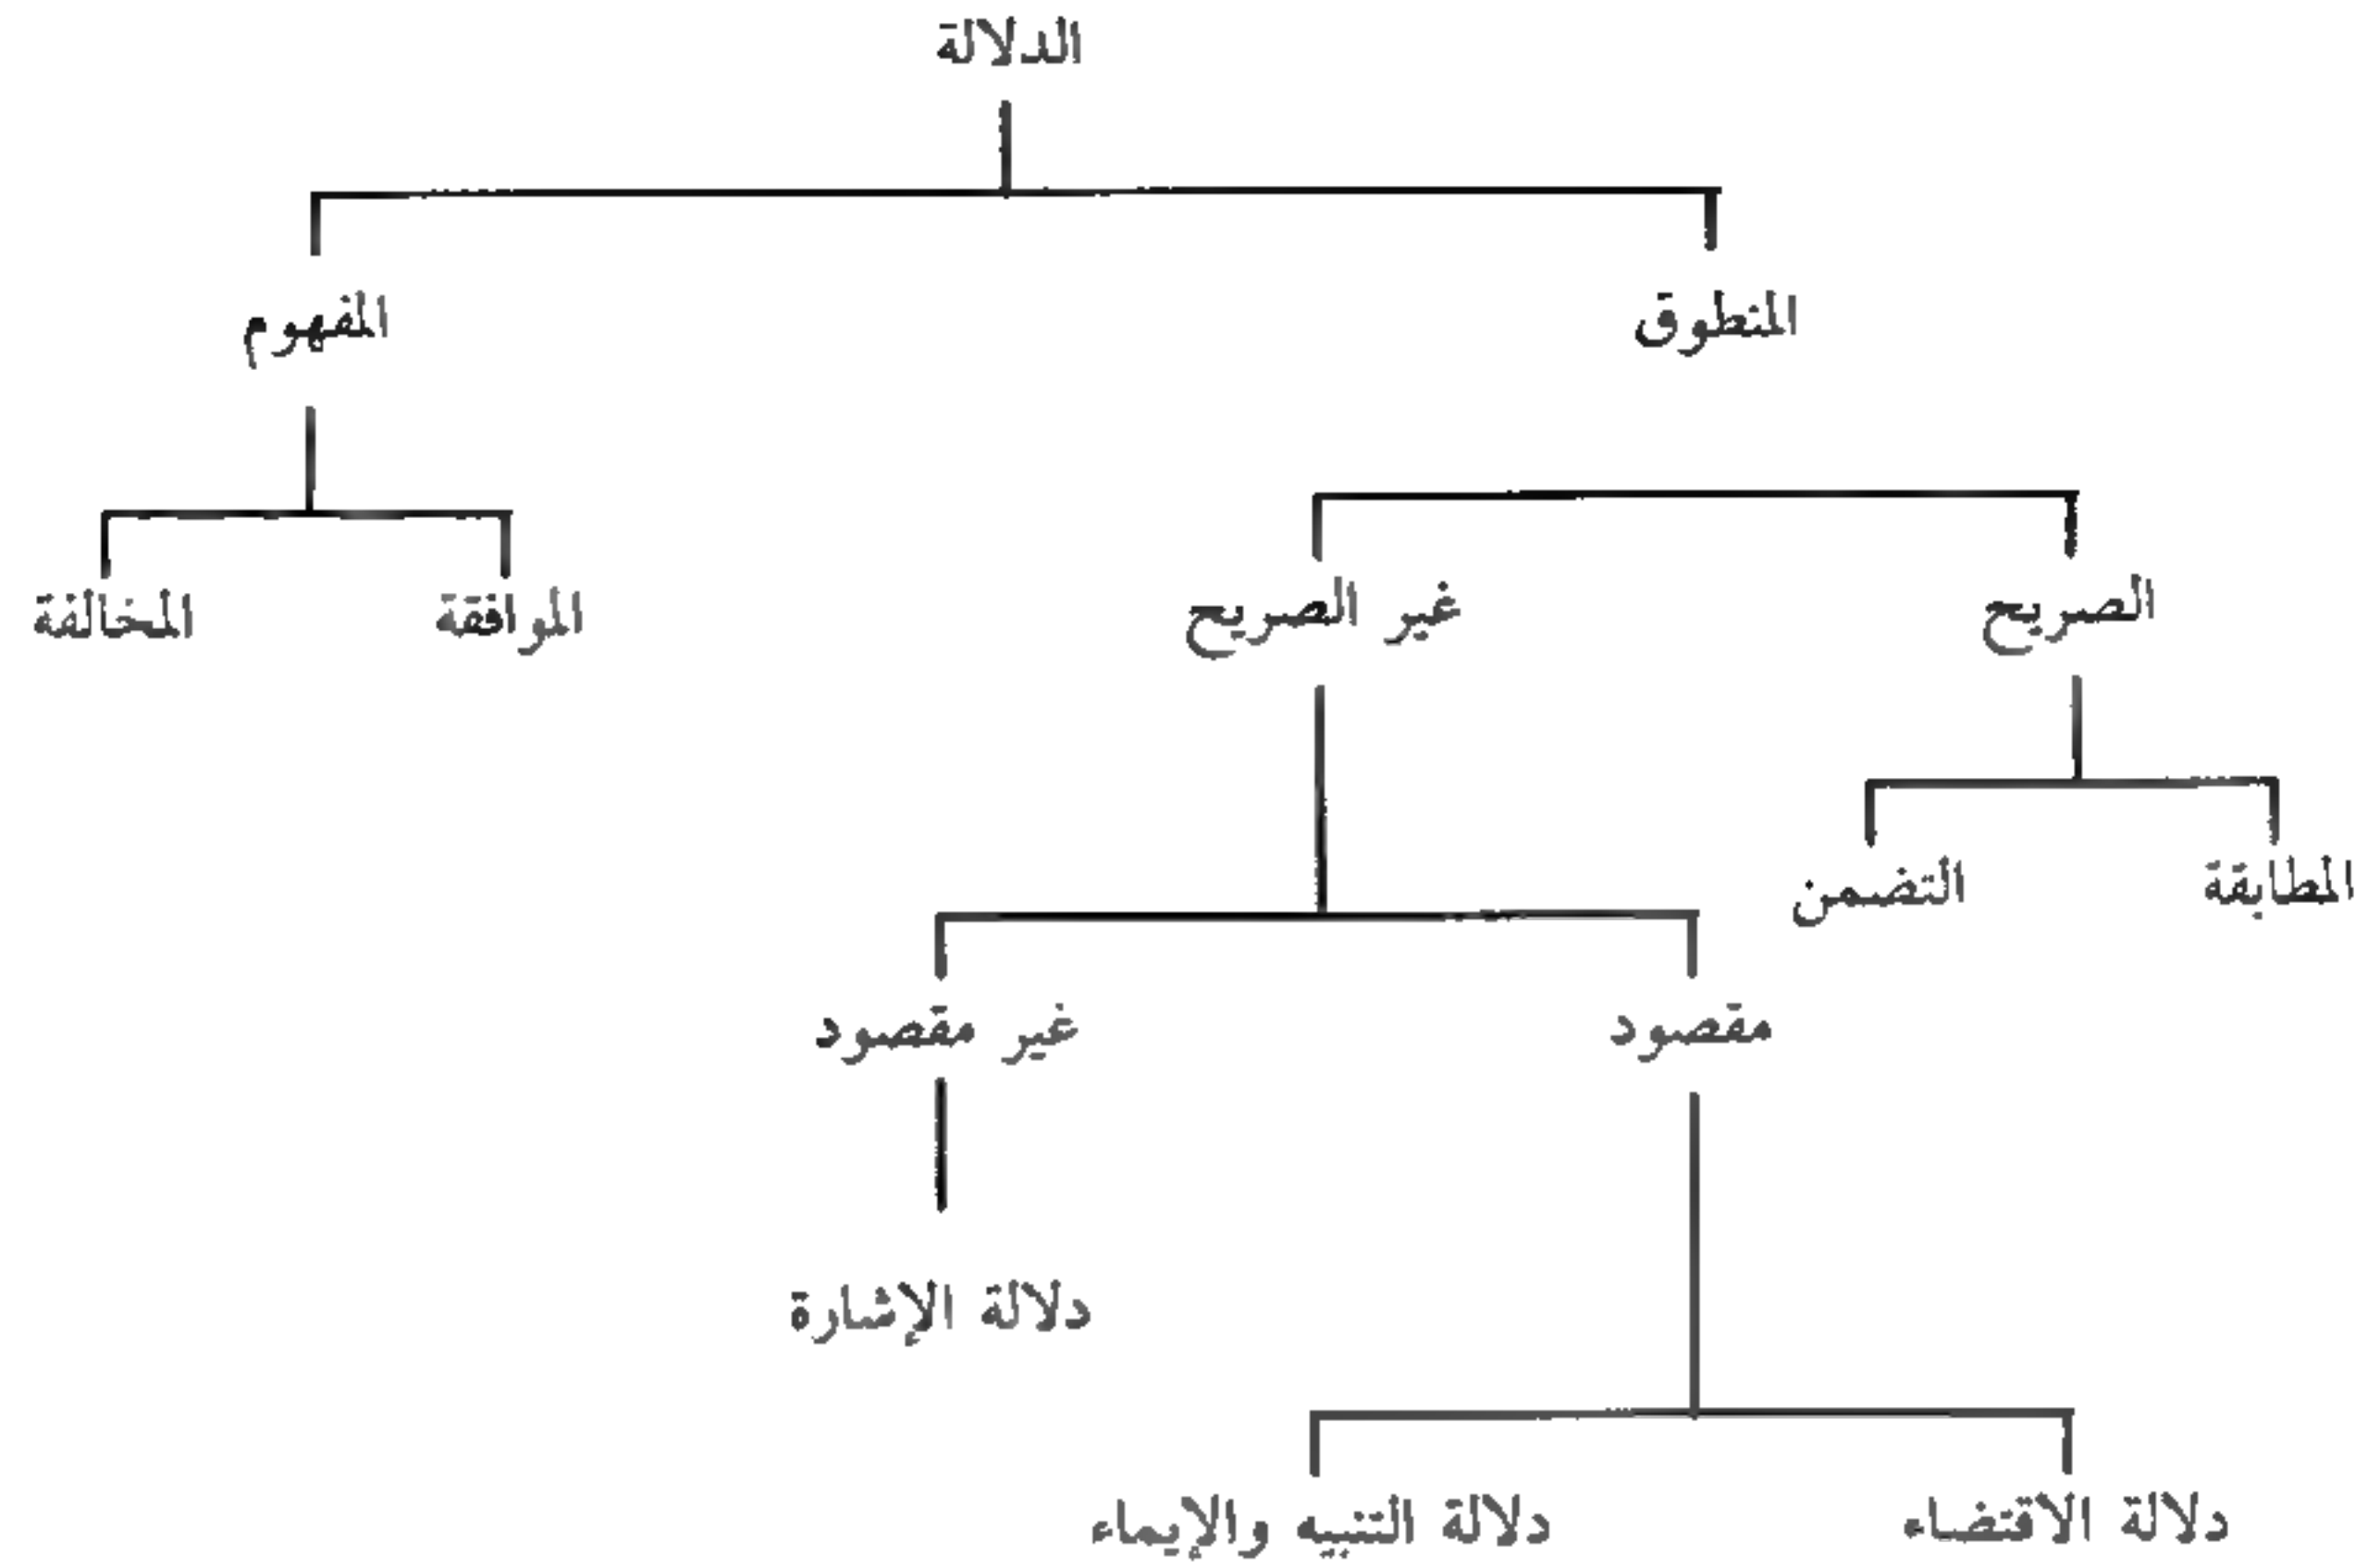 الدلالة
المنطوق
المفهوم
الصريح
غير الصريح
الموافقة
المخالفة
المطابقة
التضمن
مقصود
غير مقصود
دلالة الإشارة
دلالة الاقتضاء
دلالة التنبيه والإيماء